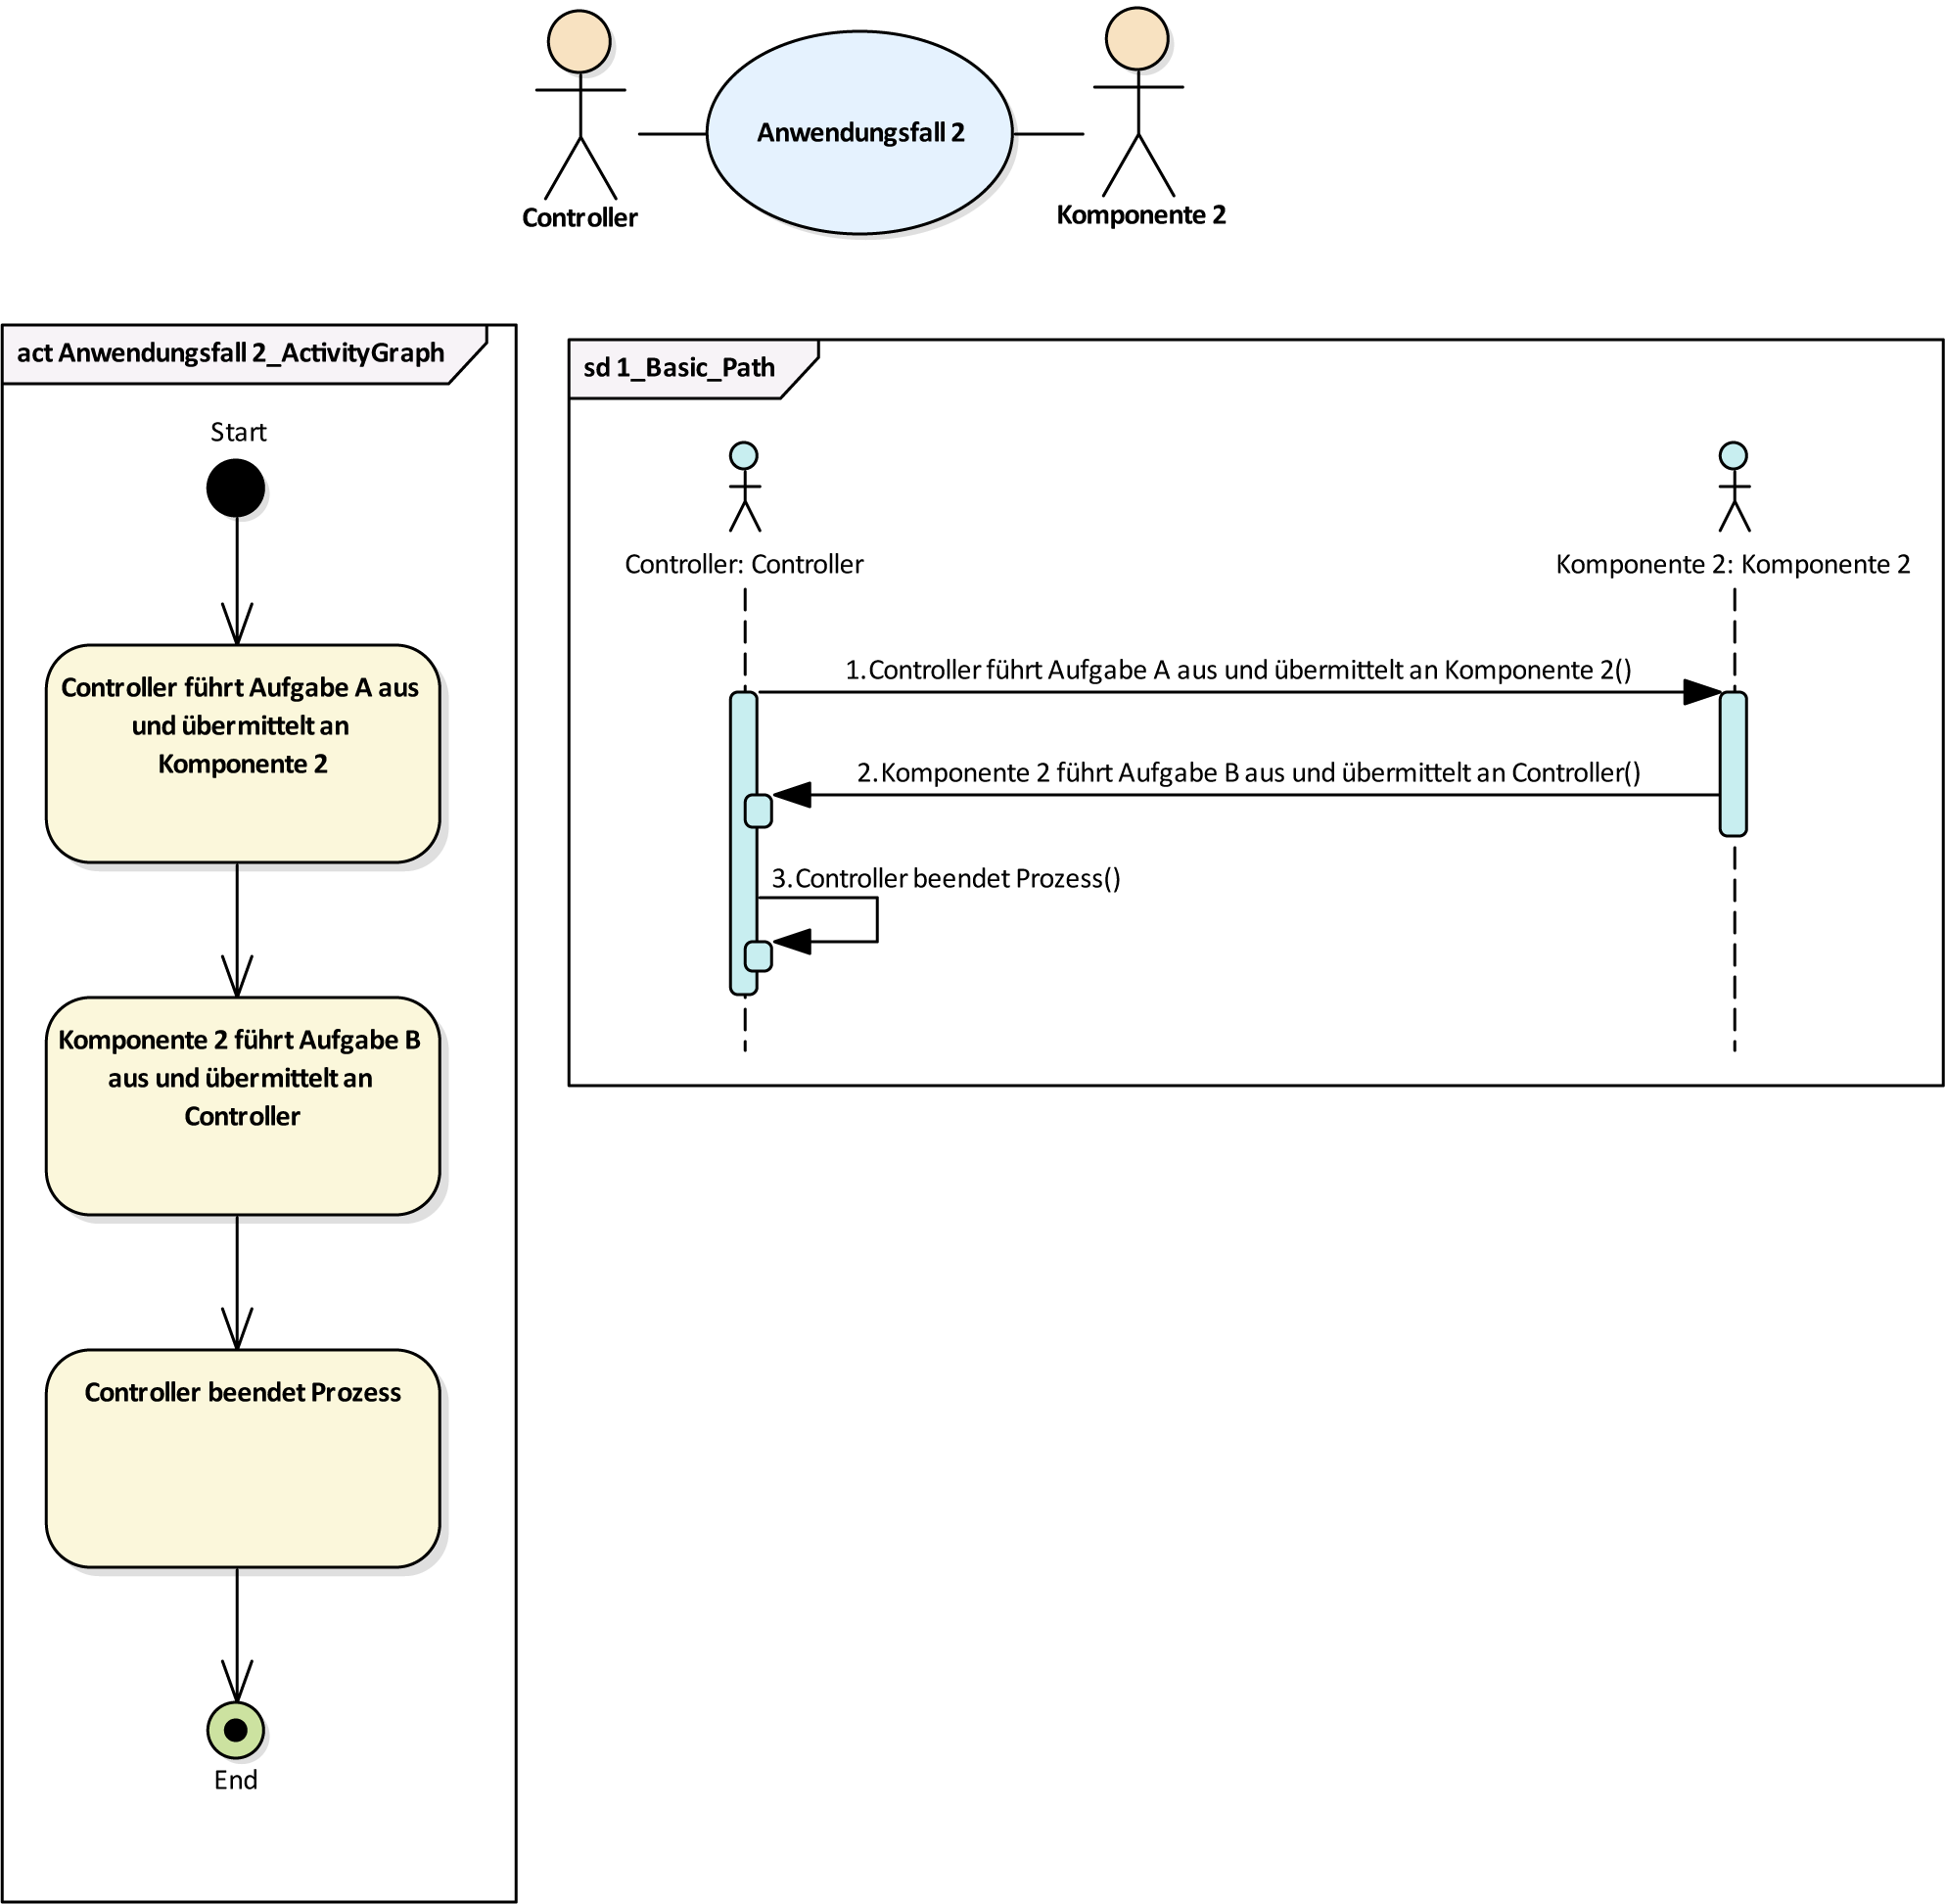 Anwendungsfall 2
Controller
Komponente 2
act Anwendungsfall 2_ActivityGraph
Start
Controller führt Aufgabe A aus
und übermittelt an
Komponente 2
Komponente 2 führt Aufgabe B
aus und übermittelt an
Controller
Controller beendet Prozess
End
sd 1_Basic_Path
Controller: Controller
Komponente 2: Komponente 2
1.Controller führt Aufgabe A aus und übermittelt an Komponente 2()
2.Komponente 2 führt Aufgabe B aus und übermittelt an Controller()
3.Controller beendet Prozess()